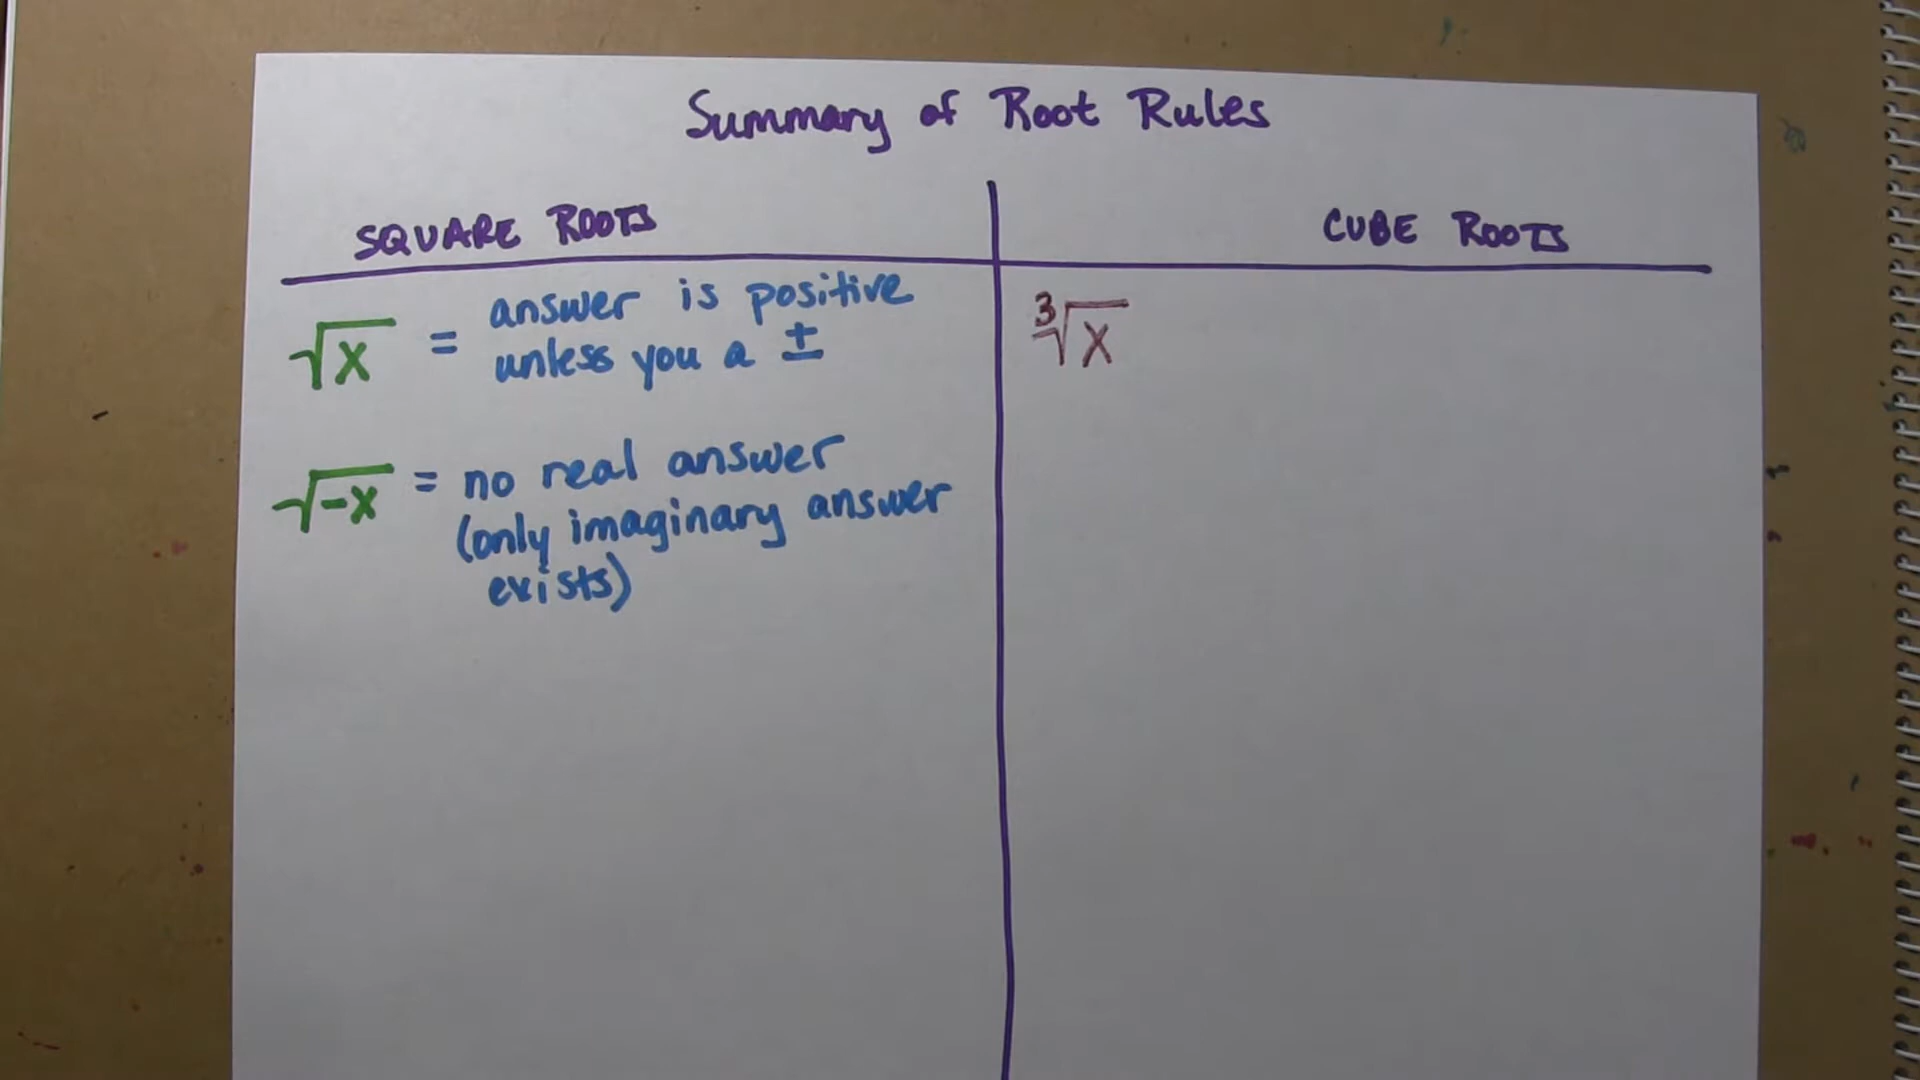 Summary of Root Rules
SQUARE ROOTS
√x = answer is positive
unless you a ±
√-x = no real answer
(only imaginary answer
exists)
CUBE ROOTS
∛x